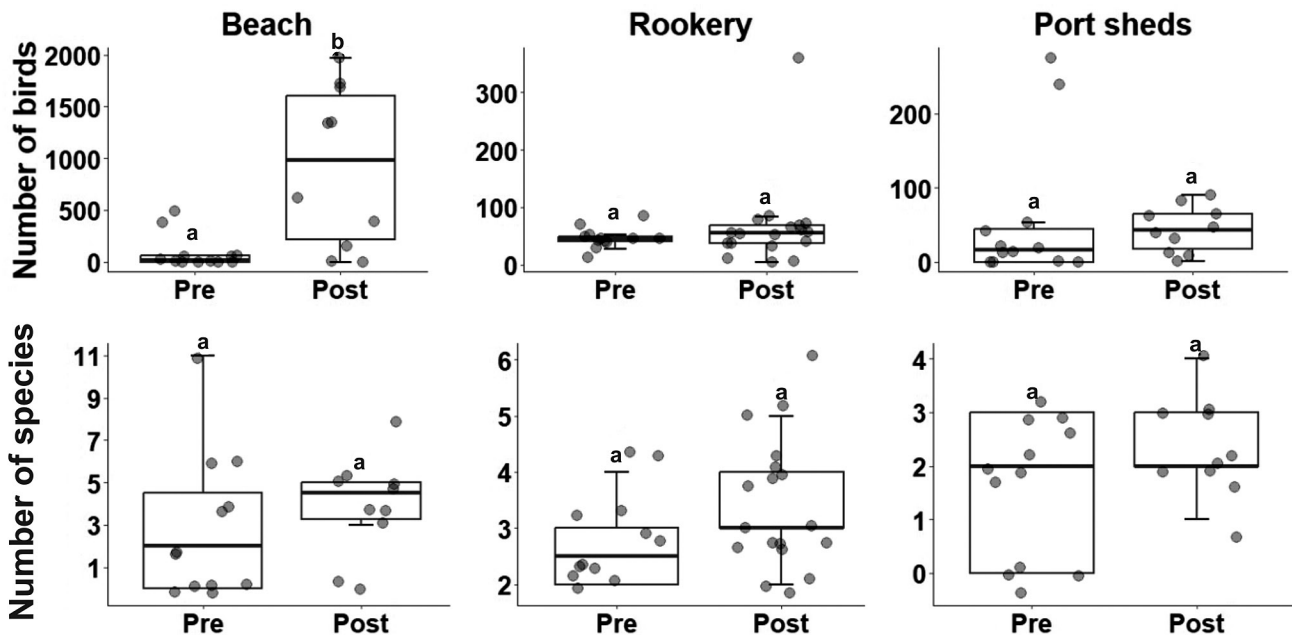 Beach Rookery Port sheds
Number of birds
2000
1500
1000
500
0
a
b
Pre Post
300
200
100
0
a
a
Pre Post
200
100
0
a
a
Pre Post
Number of species
11
9
7
5
3
1
a
a
Pre Post
6
5
4
3
2
a
a
Pre Post
4
3
2
1
0
a
a
Pre Post